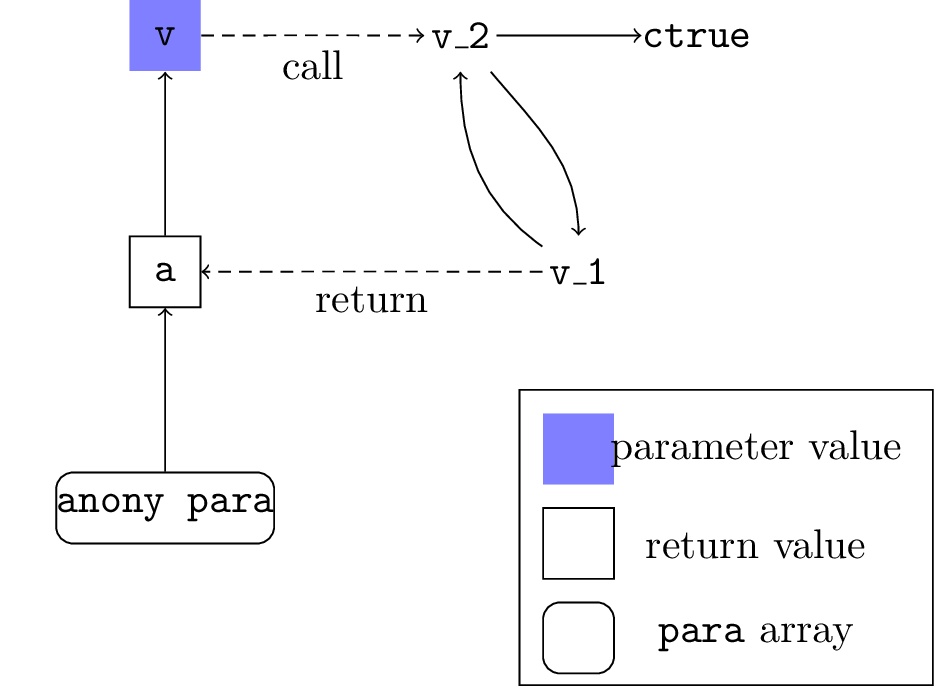 v
call
v_2
ctrue
a
return
v_1
anony para
parameter value
return value
para array